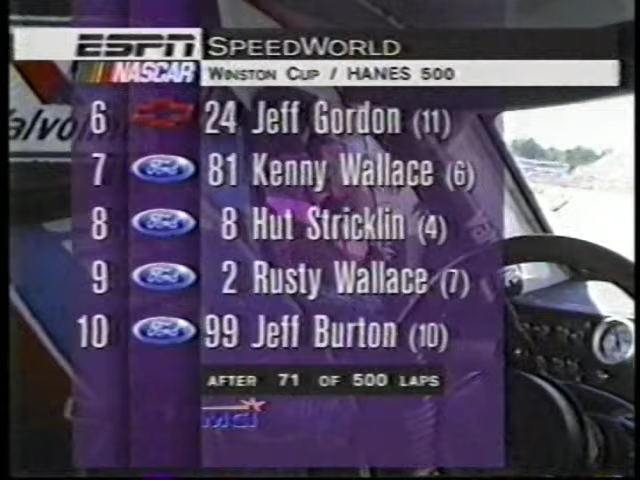 ESPN SPEEDWORLD
NASCAR WINSTON CUP / HANES 500
6 24 Jeff Gordon (11)
7 Ford 81 Kenny Wallace (6)
8 Ford 8 Hut Stricklin (4)
9 Ford 2 Rusty Wallace (7)
10 Ford 99 Jeff Burton (10)
AFTER 71 OF 500 LAPS
MCI